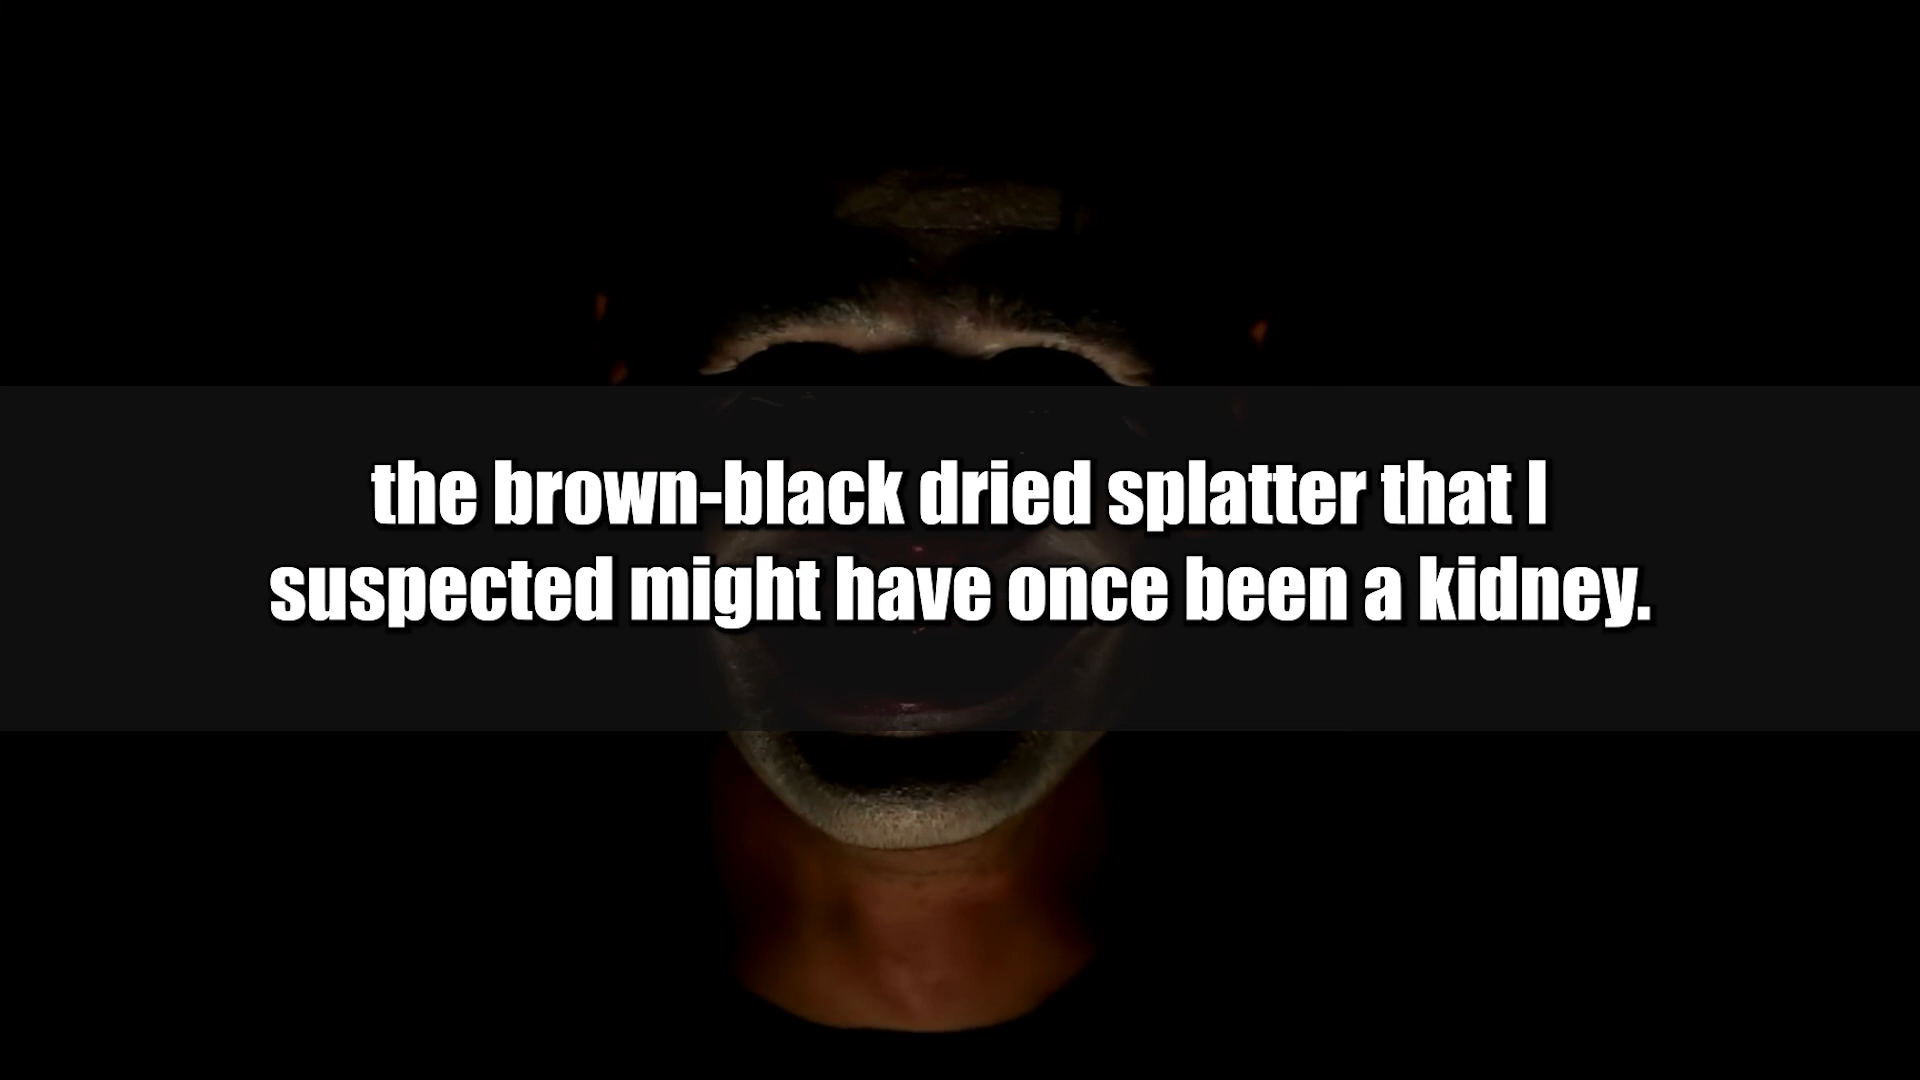 the brown-black dried splatter that I
suspected might have once been a kidney.